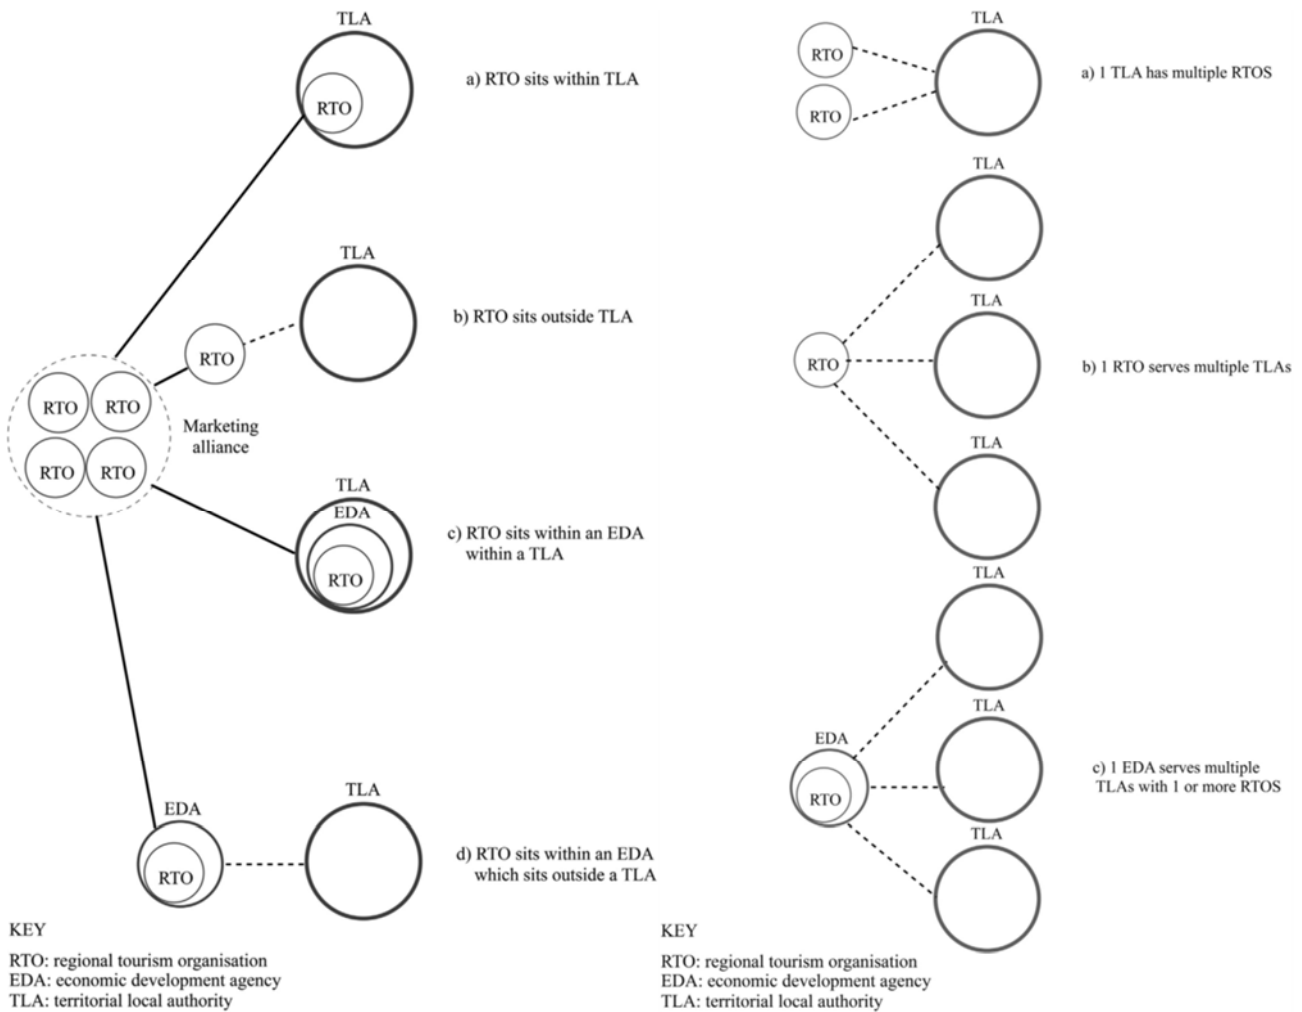 TLA
RTO
a) RTO sits within TLA
TLA
RTO
b) RTO sits outside TLA
RTO RTO
RTO RTO
Marketing
alliance
TLA
EDA
RTO
c) RTO sits within an EDA
within a TLA
EDA
RTO
TLA
d) RTO sits within an EDA
which sits outside a TLA
KEY
RTO: regional tourism organisation
EDA: economic development agency
TLA: territorial local authority
TLA
RTO
RTO
a) 1 TLA has multiple RTOS
TLA
TLA
RTO
b) 1 RTO serves multiple TLAs
TLA
TLA
TLA
EDA
RTO
c) 1 EDA serves multiple
TLAs with 1 or more RTOS
TLA
KEY
RTO: regional tourism organisation
EDA: economic development agency
TLA: territorial local authority